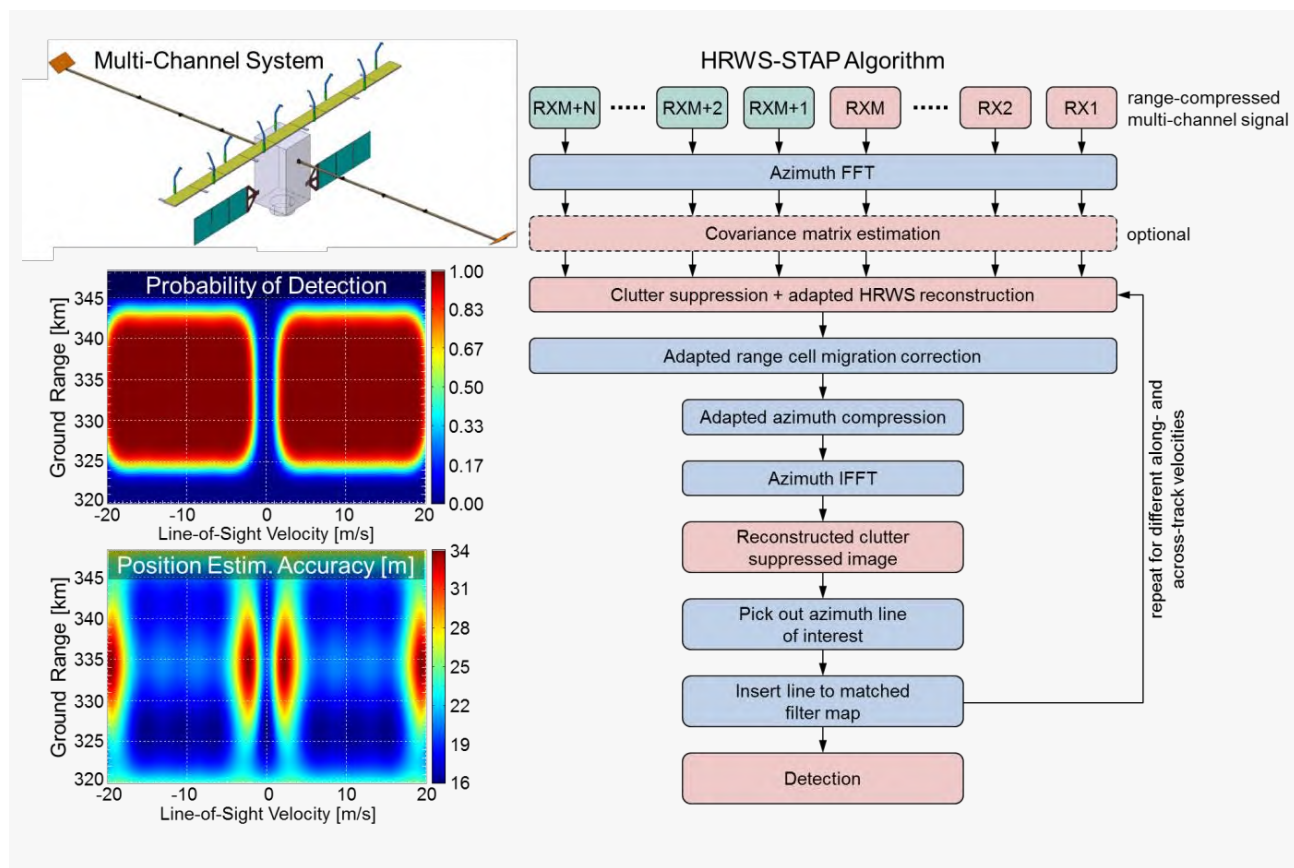 Multi-Channel System
HRWS-STAP Algorithm
RXM+N
RXM+2
RXM+1
RXM
RX2
RX1
range-compressed
multi-channel signal
Azimuth FFT
Covariance matrix estimation
optional
Clutter suppression + adapted HRWS reconstruction
Adapted range cell migration correction
Adapted azimuth compression
Azimuth IFFT
Reconstructed clutter
suppressed image
Pick out azimuth line
of interest
Insert line to matched
filter map
Detection
repeat for different along- and
across-track velocities
Probability of Detection
Ground Range [km]
345
340
335
330
325
320
-20
-10
0
10
20
Line-of-Sight Velocity [m/s]
1.00
0.83
0.67
0.50
0.33
0.17
0.00
Position Estim. Accuracy [m]
Ground Range [km]
345
340
335
330
325
320
-20
-10
0
10
20
Line-of-Sight Velocity [m/s]
34
31
28
25
22
19
16